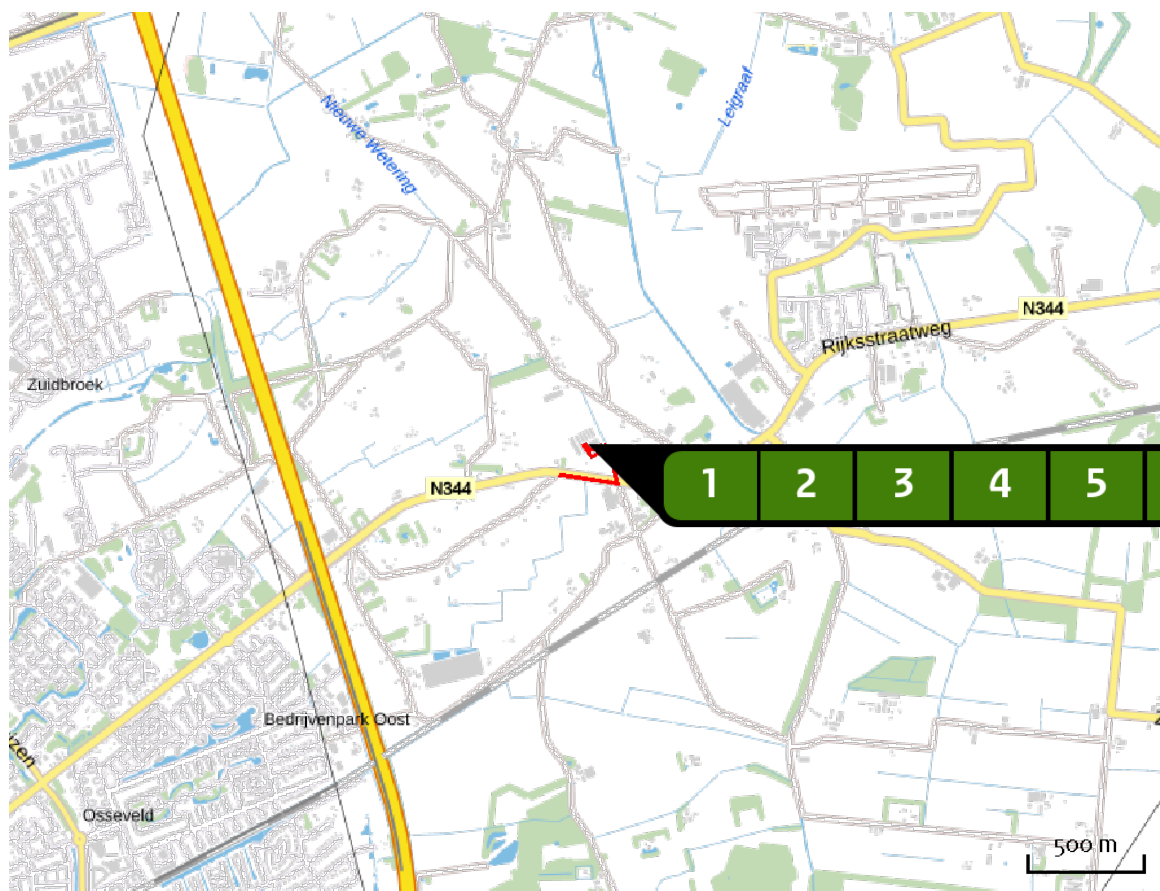 Nieuwe Wetering
Leigraaf
N344
Rijksstraatweg
Zuidbroek
N344
1 2 3 4 5
Bedrijvenpark Oost
Osseveld
500 m